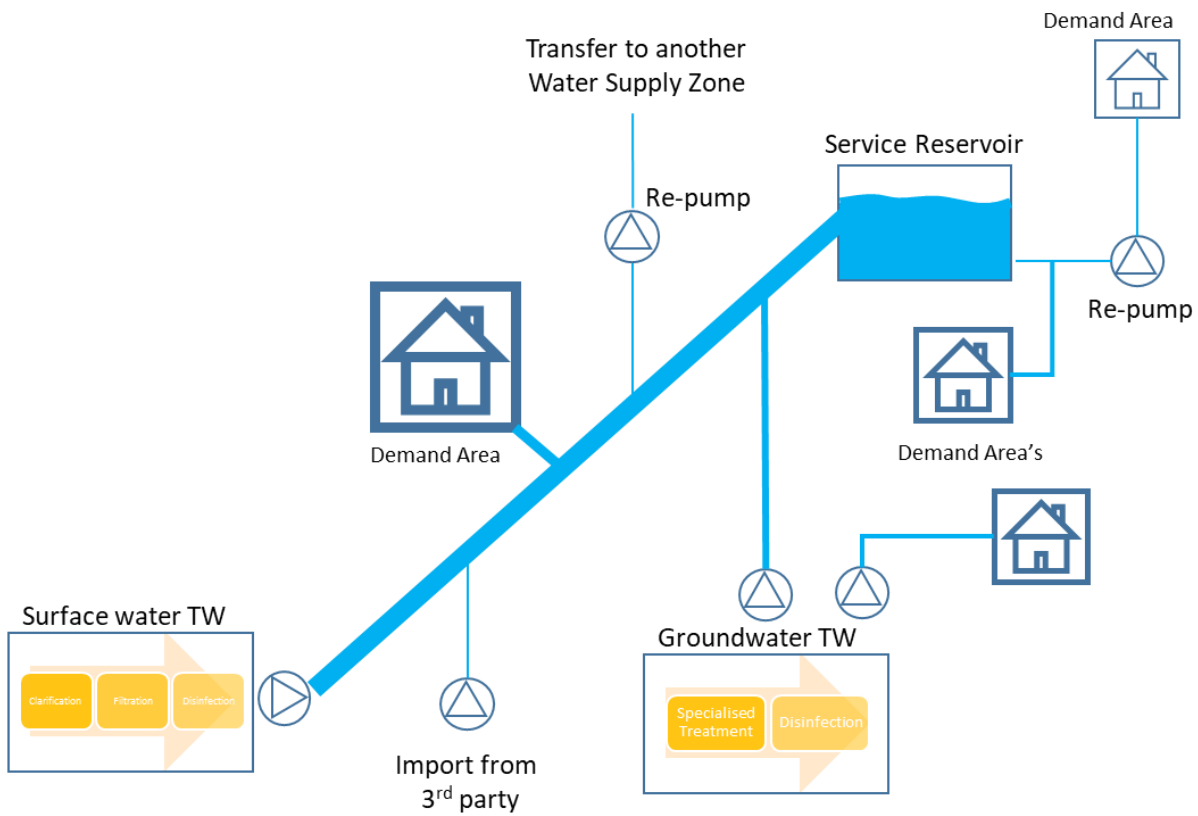 Demand Area
Transfer to another
Water Supply Zone
Service Reservoir
Re-pump
Re-pump
Demand Area
Demand Area's
Surface water TW
Clarification
Filtration
Disinfection
Groundwater TW
Specialised
Treatment
Disinfection
Import from
3rd party